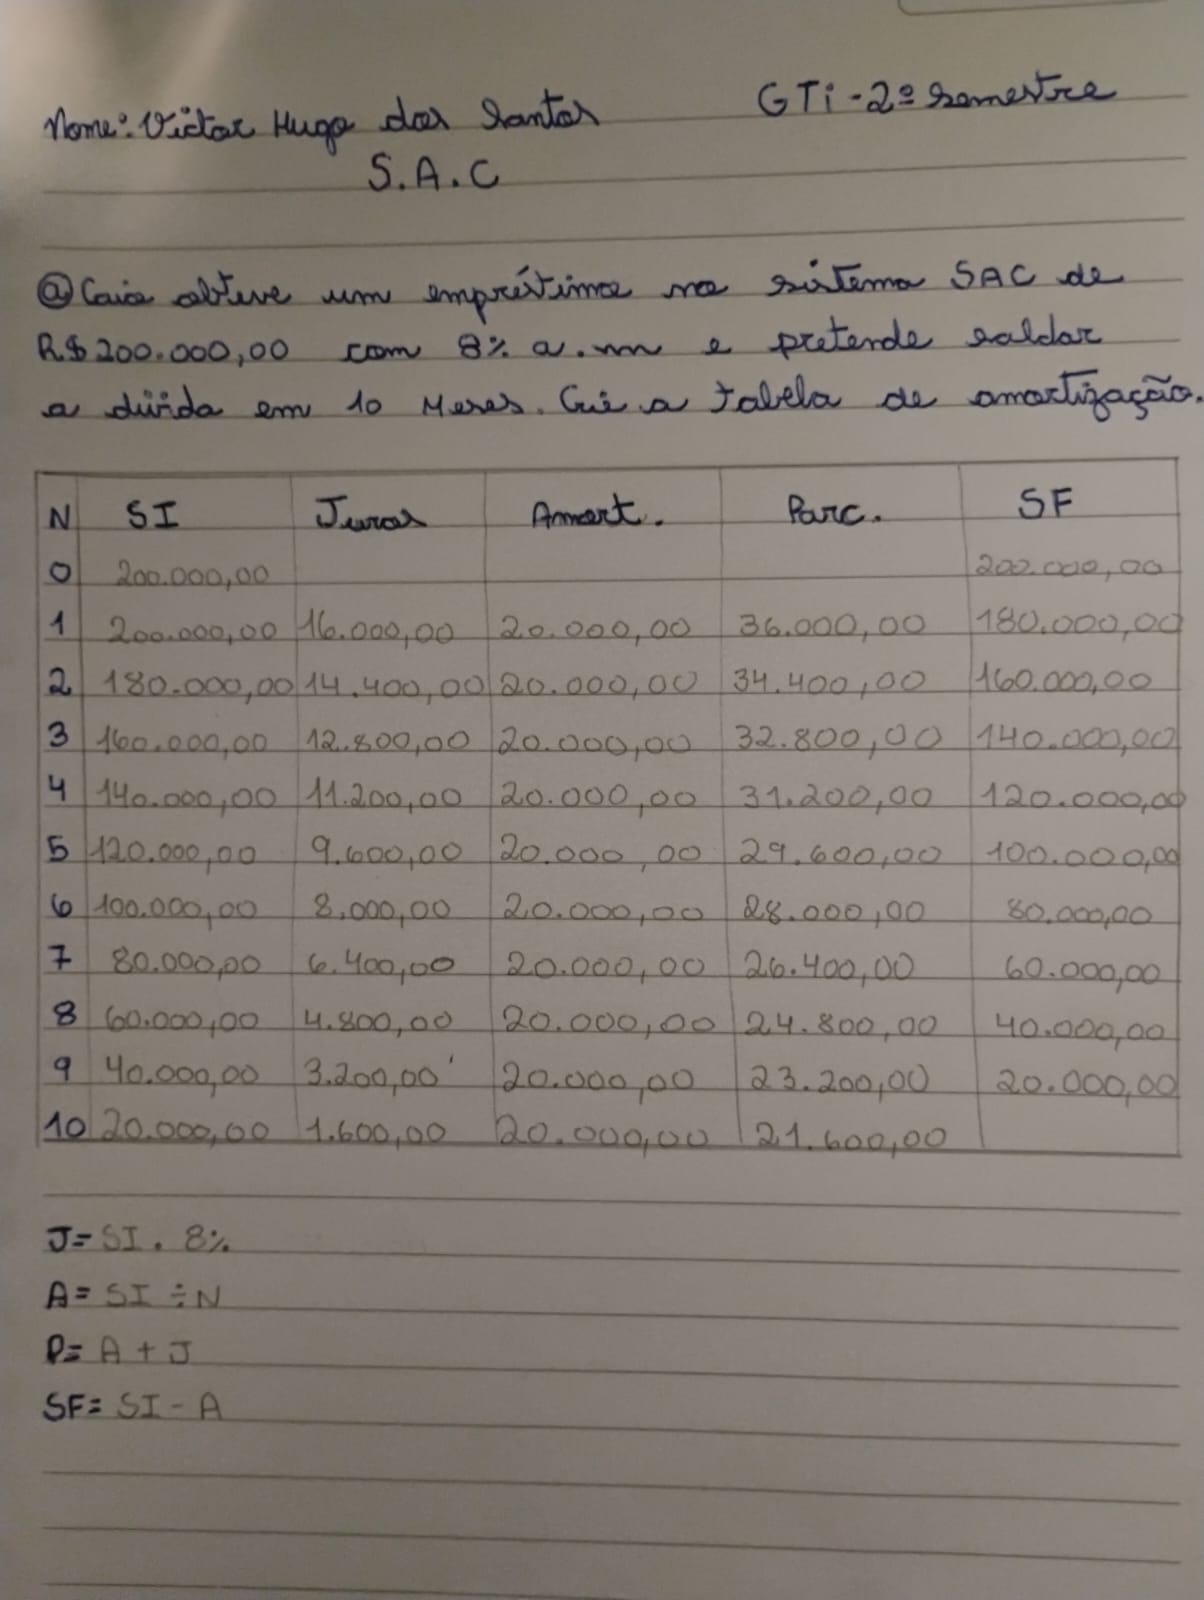 Nome: Victor Hugo dos Santos GTi - 2º semestre
S.A.C
@ Caio obteve um empréstimo no sistema SAC de
R$ 200.000,00 com 8% a.m e pretende saldar
a dívida em 10 Meses. Crie a tabela de amortização.
N SI Juros Amort. Parc. SF
0 200.000,00 200.000,00
1 200.000,00 16.000,00 20.000,00 36.000,00 180.000,00
2 180.000,00 14.400,00 20.000,00 34.400,00 160.000,00
3 160.000,00 12.800,00 20.000,00 32.800,00 140.000,00
4 140.000,00 11.200,00 20.000,00 31.200,00 120.000,00
5 120.000,00 9.600,00 20.000,00 29.600,00 100.000,00
6 100.000,00 8.000,00 20.000,00 28.000,00 80.000,00
7 80.000,00 6.400,00 20.000,00 26.400,00 60.000,00
8 60.000,00 4.800,00 20.000,00 24.800,00 40.000,00
9 40.000,00 3.200,00 20.000,00 23.200,00 20.000,00
10 20.000,00 1.600,00 20.000,00 21.600,00
J= SI . 8%
A= SI ÷ N
P= A + J
SF= SI - A